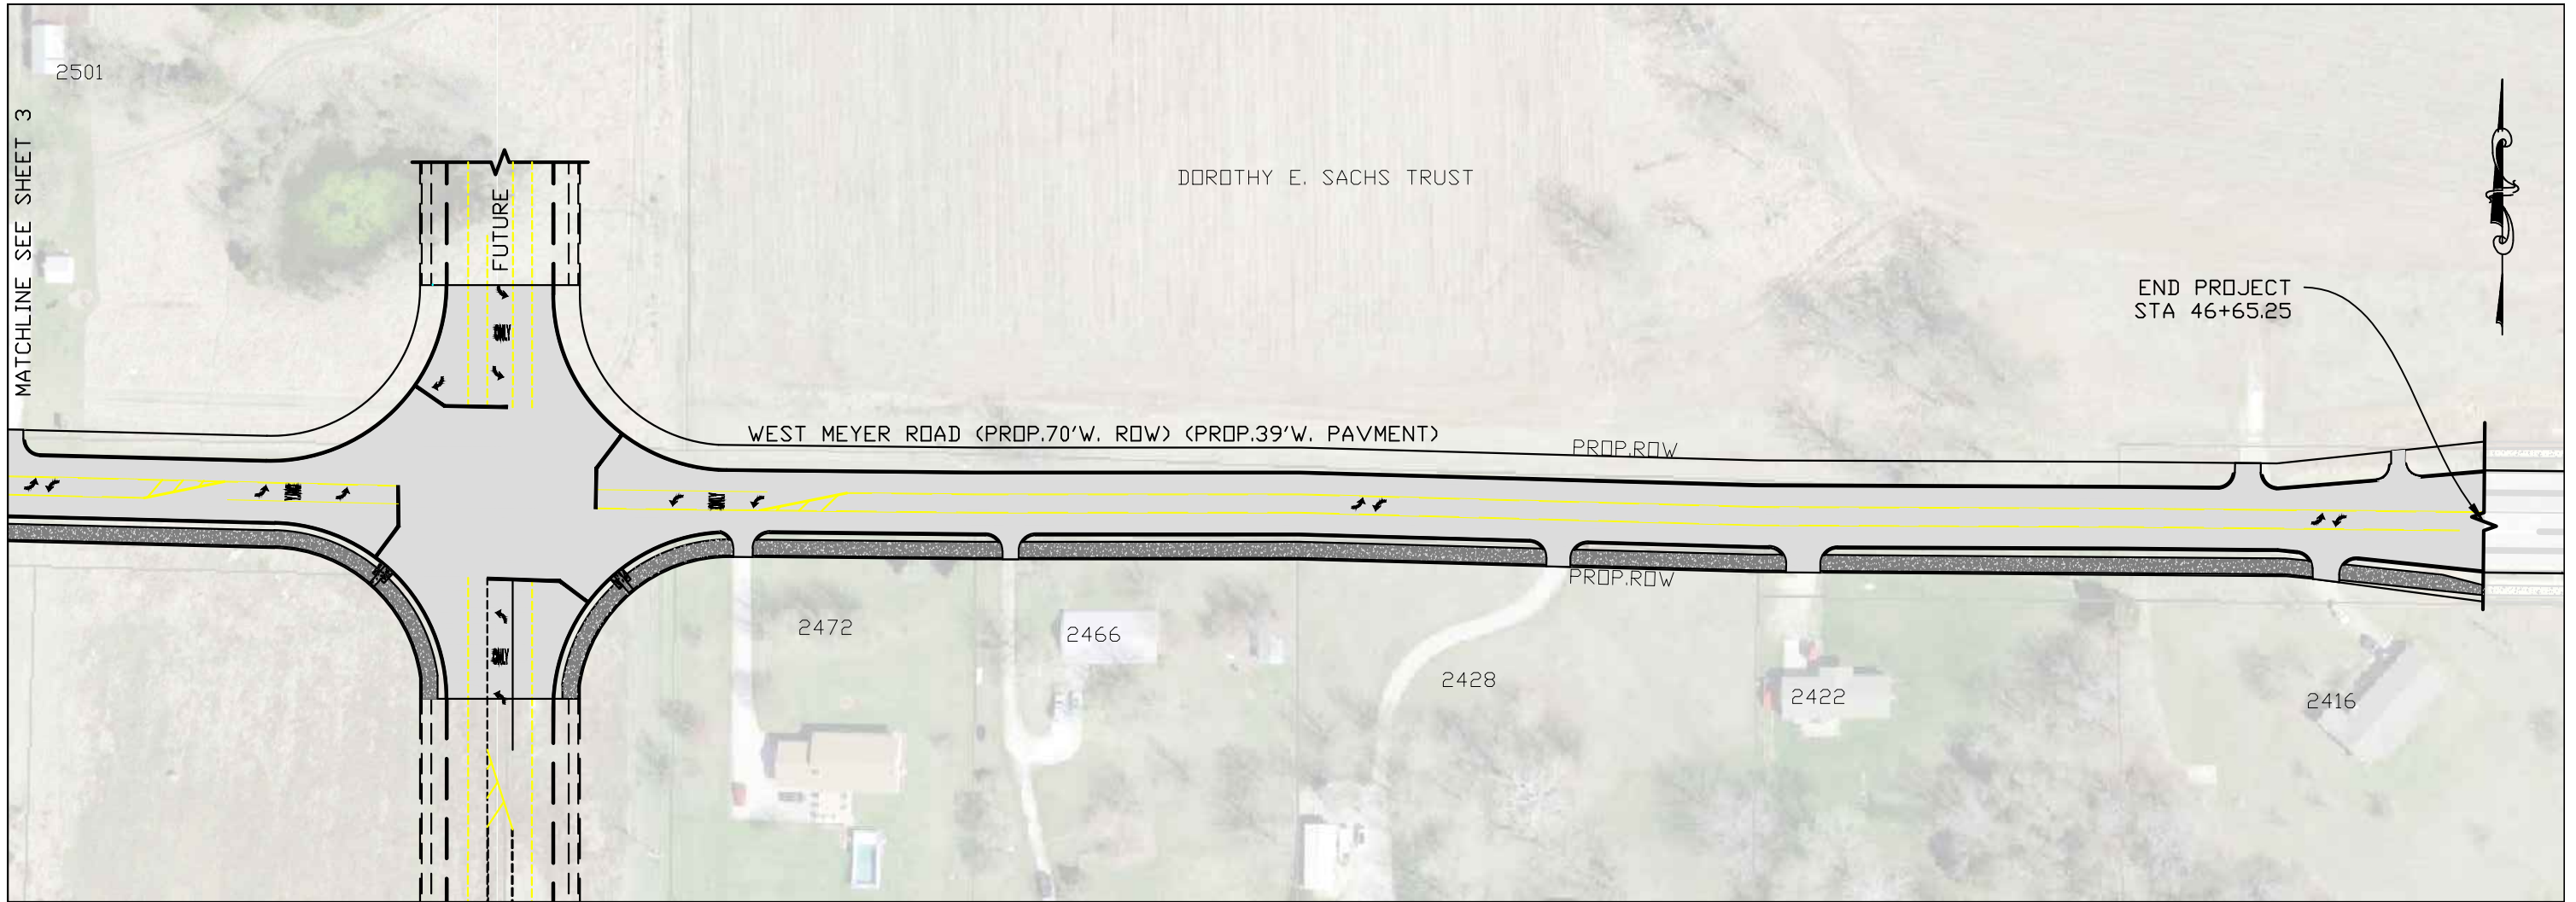 2501
MATCHLINE SEE SHEET 3
FUTURE
DOROTHY E. SACHS TRUST
END PROJECT
STA 46+65.25
ONLY
WEST MEYER ROAD (PROP.70'W. ROW) (PROP.39'W. PAVMENT)
PROP.ROW
ONLY
ONLY
PROP.ROW
2472
2466
ONLY
2428
2422
2416